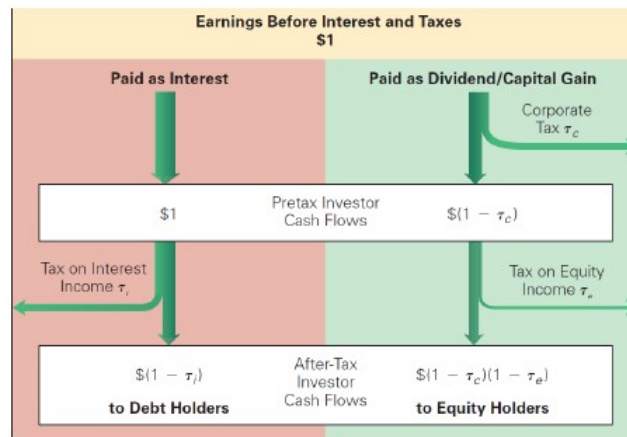 Earnings Before Interest and Taxes
$1
Paid as Interest
Paid as Dividend/Capital Gain
Corporate
Tax τc
$1
Pretax Investor
Cash Flows
$(1 − τc)
Tax on Interest
Income τi
Tax on Equity
Income τe
$(1 − τi)
to Debt Holders
After-Tax
Investor
Cash Flows
$(1 − τc)(1 − τe)
to Equity Holders